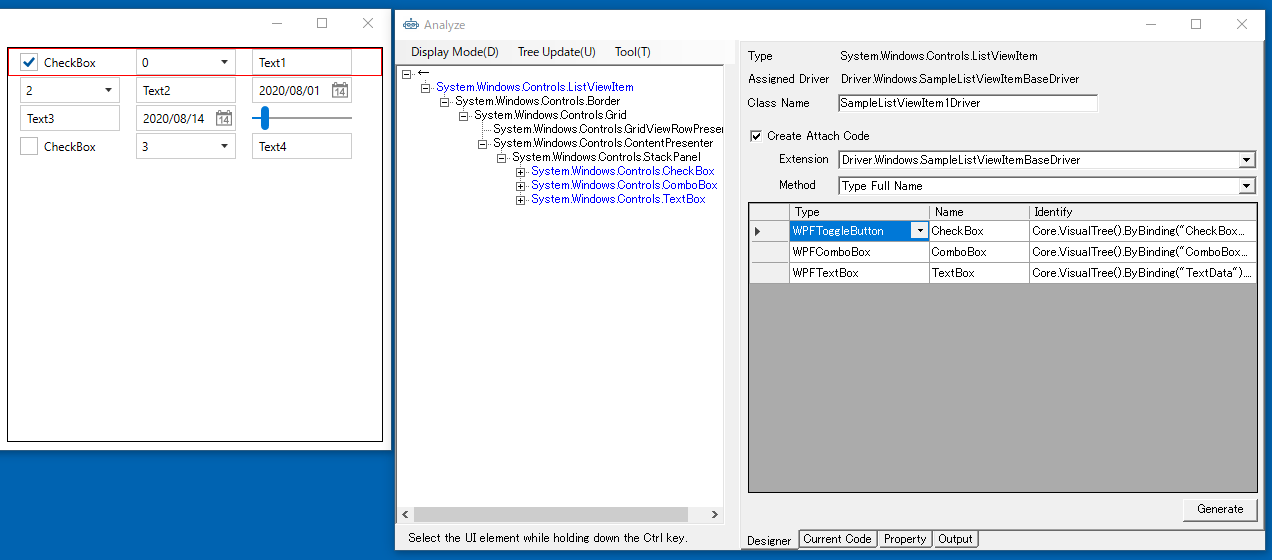 CheckBox 0 Text1
2 Text2 2020/08/01 14
Text3 2020/08/14 14
CheckBox 3 Text4
Analyze
Display Mode(D) Tree Update(U) Tool(T)
←
System.Windows.Controls.ListViewItem
System.Windows.Controls.Border
System.Windows.Controls.Grid
System.Windows.Controls.GridViewRowPreser
System.Windows.Controls.ContentPresenter
System.Windows.Controls.StackPanel
System.Windows.Controls.CheckBox
System.Windows.Controls.ComboBox
System.Windows.Controls.TextBox
Select the UI element while holding down the Ctrl key.
Type System.Windows.Controls.ListViewItem
Assigned Driver Driver.Windows.SampleListViewItemBaseDriver
Class Name SampleListViewItem1Driver
Create Attach Code
Extension Driver.Windows.SampleListViewItemBaseDriver
Method Type Full Name
Type Name Identify
WPFToggleButton CheckBox Core.VisualTree().ByBinding("CheckBox...
WPFComboBox ComboBox Core.VisualTree().ByBinding("ComboBox...
WPFTextBox TextBox Core.VisualTree().ByBinding("TextData")....
Generate
Designer Current Code Property Output